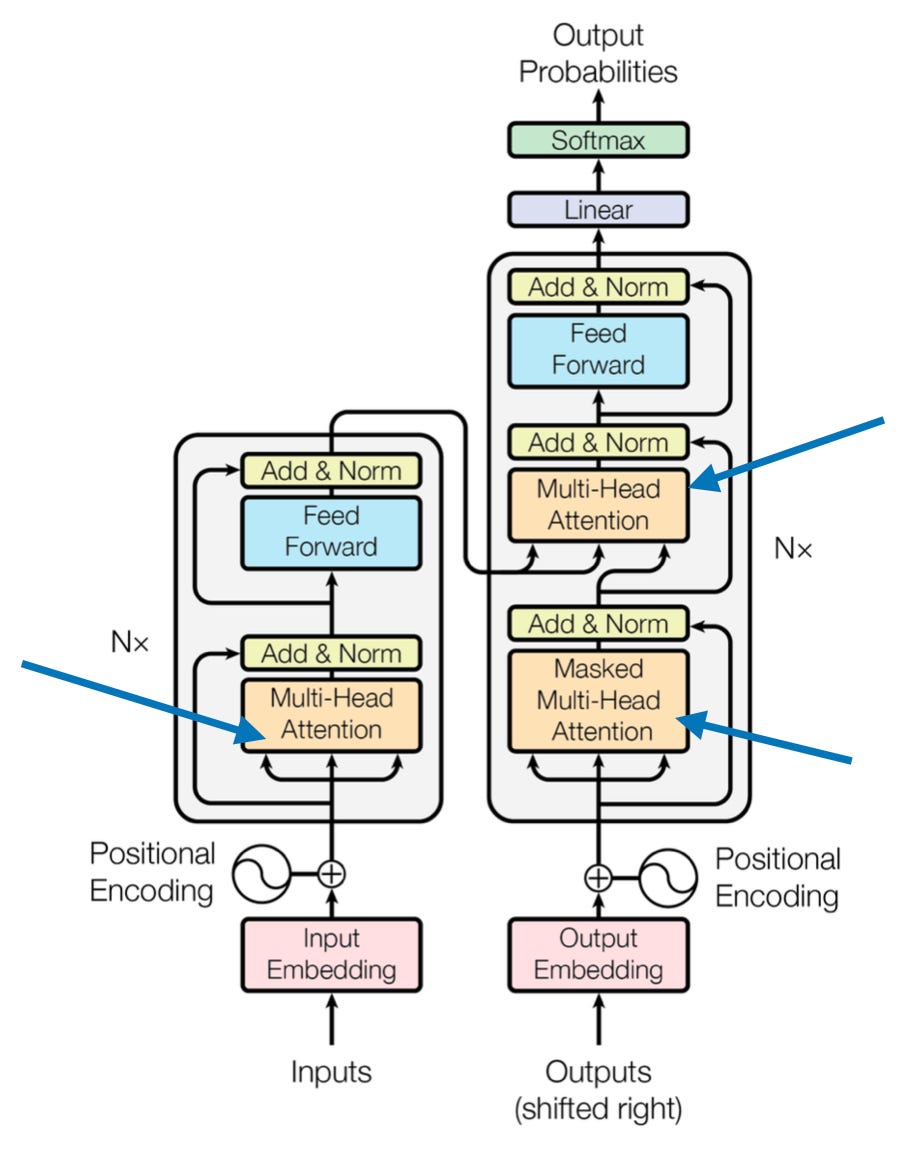 Output
Probabilities
Softmax
Linear
Add & Norm
Feed
Forward
Add & Norm
Multi-Head
Attention
N×
Add & Norm
Masked
Multi-Head
Attention
Add & Norm
Feed
Forward
N×
Add & Norm
Multi-Head
Attention
Positional
Encoding
Positional
Encoding
Input
Embedding
Output
Embedding
Inputs
Outputs
(shifted right)